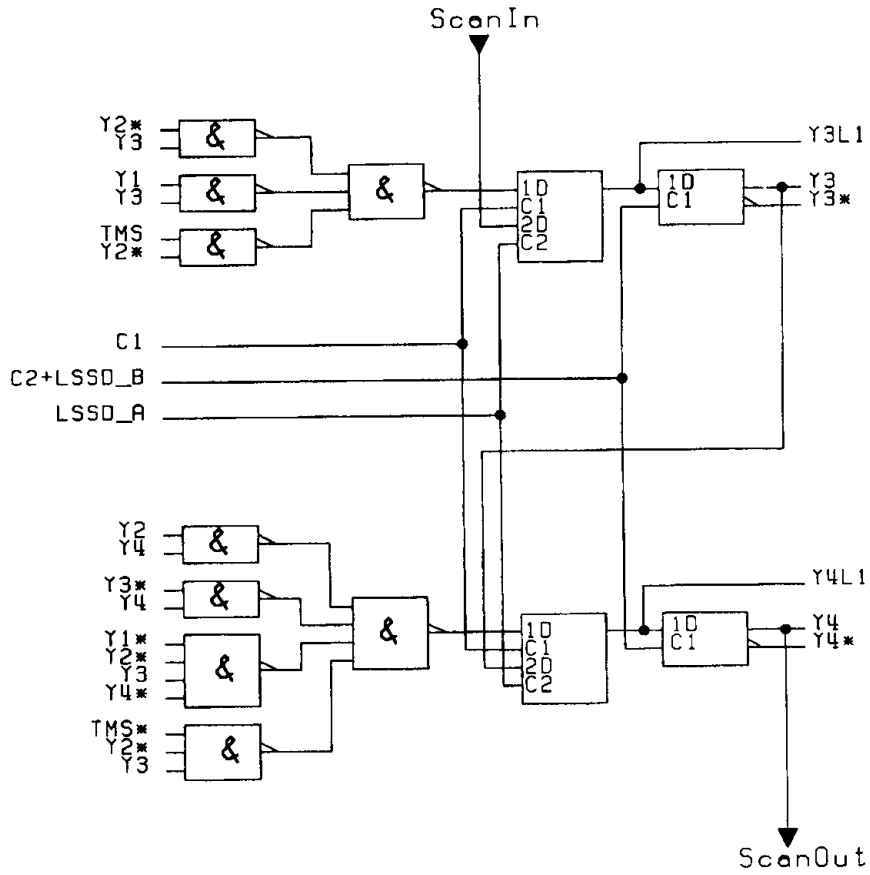 ScanIn
Y2*
Y3
&
Y1
Y3
&
TMS
Y2*
&
&
1D
C1
2D
C2
Y3L1
1D
C1
Y3
Y3*
C1
C2+LSSD_B
LSSD_A
Y2
Y4
&
Y3*
Y4
&
Y1*
Y2*
Y3
Y4*
&
TMS*
Y2*
Y3
&
&
1D
C1
2D
C2
Y4L1
1D
C1
Y4
Y4*
ScanOut